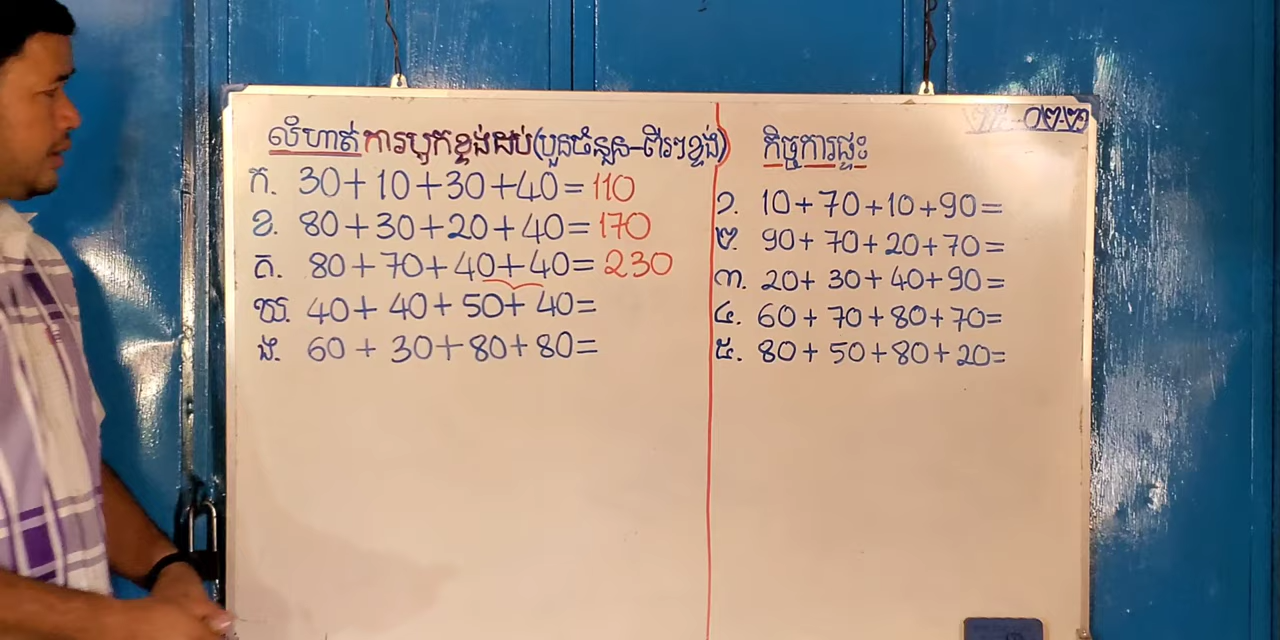 លំហាត់ការបូកខ្ទង់ដប់(បួនចំនួន-ពីរៗខ្ទង់)
ក. 30+10+30+40=110
ខ. 80+30+20+40=170
គ. 80+70+40+40=230
ឃ. 40+40+50+40=
ង. 60+30+80+80=
កិច្ចការផ្ទះ
១. 10+70+10+90=
២. 90+70+20+70=
៣. 20+30+40+90=
៤. 60+70+80+70=
៥. 80+50+80+20=